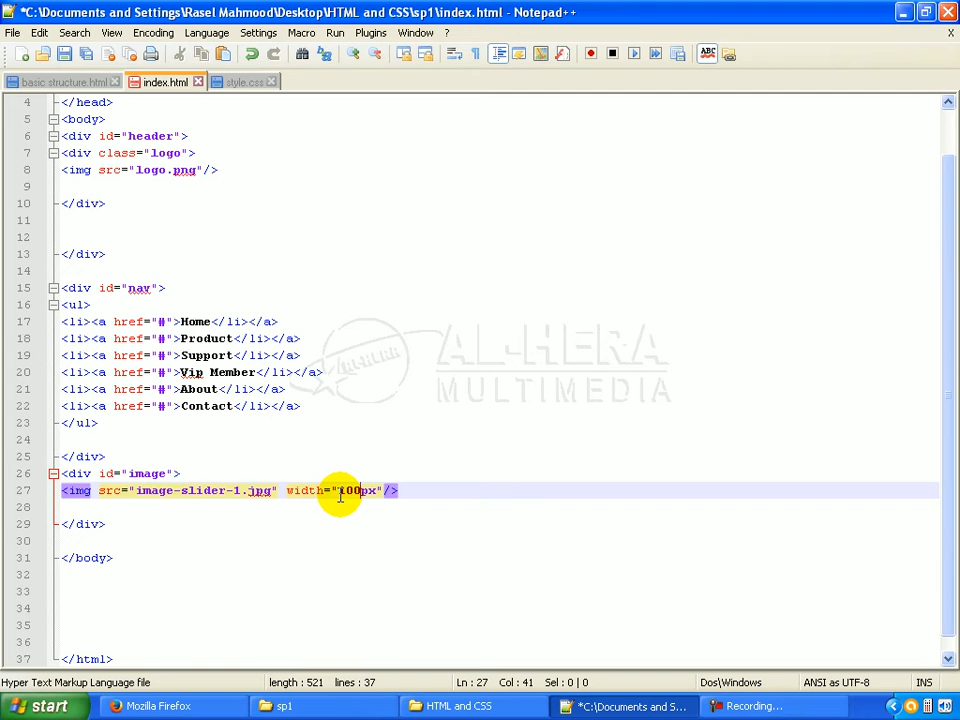 *C:\Documents and Settings\Rasel Mahmood\Desktop\HTML and CSS\sp1\index.html - Notepad++
File Edit Search View Encoding Language Settings Macro Run Plugins Window ? X
basic structure.html index.html style.css
4 </head>
5 <body>
6 <div id="header">
7 <div class="logo">
8 <img src="logo.png"/>
9
10 </div>
11
12
13 </div>
14
15 <div id="nav">
16 <ul>
17 <li><a href="#">Home</li></a>
18 <li><a href="#">Product</li></a>
19 <li><a href="#">Support</li></a>
20 <li><a href="#">Vip Member</li></a>
21 <li><a href="#">About</li></a>
22 <li><a href="#">Contact</li></a>
23 </ul>
24
25 </div>
26 <div id="image">
27 <img src="image-slider-1.jpg" width="100px"/>
28
29 </div>
30
31 </body>
32
33
34
35
36
37 </html>
AL-HERA
MULTIMEDIA
Hyper Text Markup Language file length : 521 lines : 37 Ln : 27 Col : 41 Sel : 0 | 0 Dos\Windows ANSI as UTF-8 INS
start Mozilla Firefox sp1 HTML and CSS *C:\Documents and S... Recording...